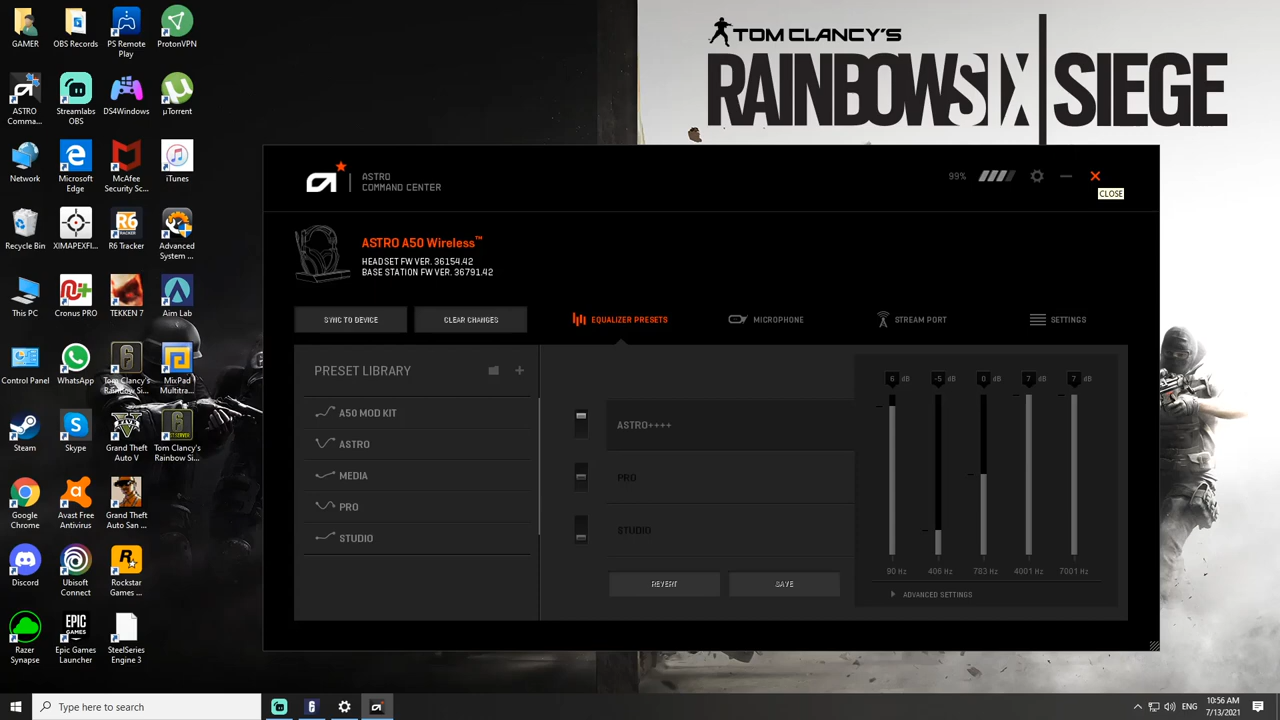 GAMER
OBS Records
PS Remote
Play
ProtonVPN
ASTRO
Comma...
Streamlabs
OBS
DS4Windows
µTorrent
Network
Microsoft
Edge
McAfee
Security Sc...
iTunes
Recycle Bin
XIMAPEXFI...
R6 Tracker
Advanced
System ...
This PC
Cronus PRO
TEKKEN 7
Aim Lab
Control Panel
WhatsApp
Tom Clancy's
Rainbow Si...
MixPad
Multitra...
Steam
Skype
Grand Theft
Auto V
Tom Clancy's
Rainbow Si...
Google
Chrome
Avast Free
Antivirus
Grand Theft
Auto San ...
Discord
Ubisoft
Connect
Rockstar
Games ...
Razer
Synapse
Epic Games
Launcher
SteelSeries
Engine 3
TOM CLANCY'S
RAINBOWSIX SIEGE
ASTRO
COMMAND CENTER
99%
CLOSE
ASTRO A50 Wireless™
HEADSET FW VER. 36154.42
BASE STATION FW VER. 36791.42
SYNC TO DEVICE
CLEAR CHANGES
EQUALIZER PRESETS
MICROPHONE
STREAM PORT
SETTINGS
PRESET LIBRARY
A50 MOD KIT
ASTRO
MEDIA
PRO
STUDIO
ASTRO++++
PRO
STUDIO
REVERT
SAVE
6 dB
-5 dB
0 dB
7 dB
7 dB
90 Hz
406 Hz
783 Hz
4001 Hz
7001 Hz
ADVANCED SETTINGS
Type here to search
ENG
10:56 AM
7/13/2021